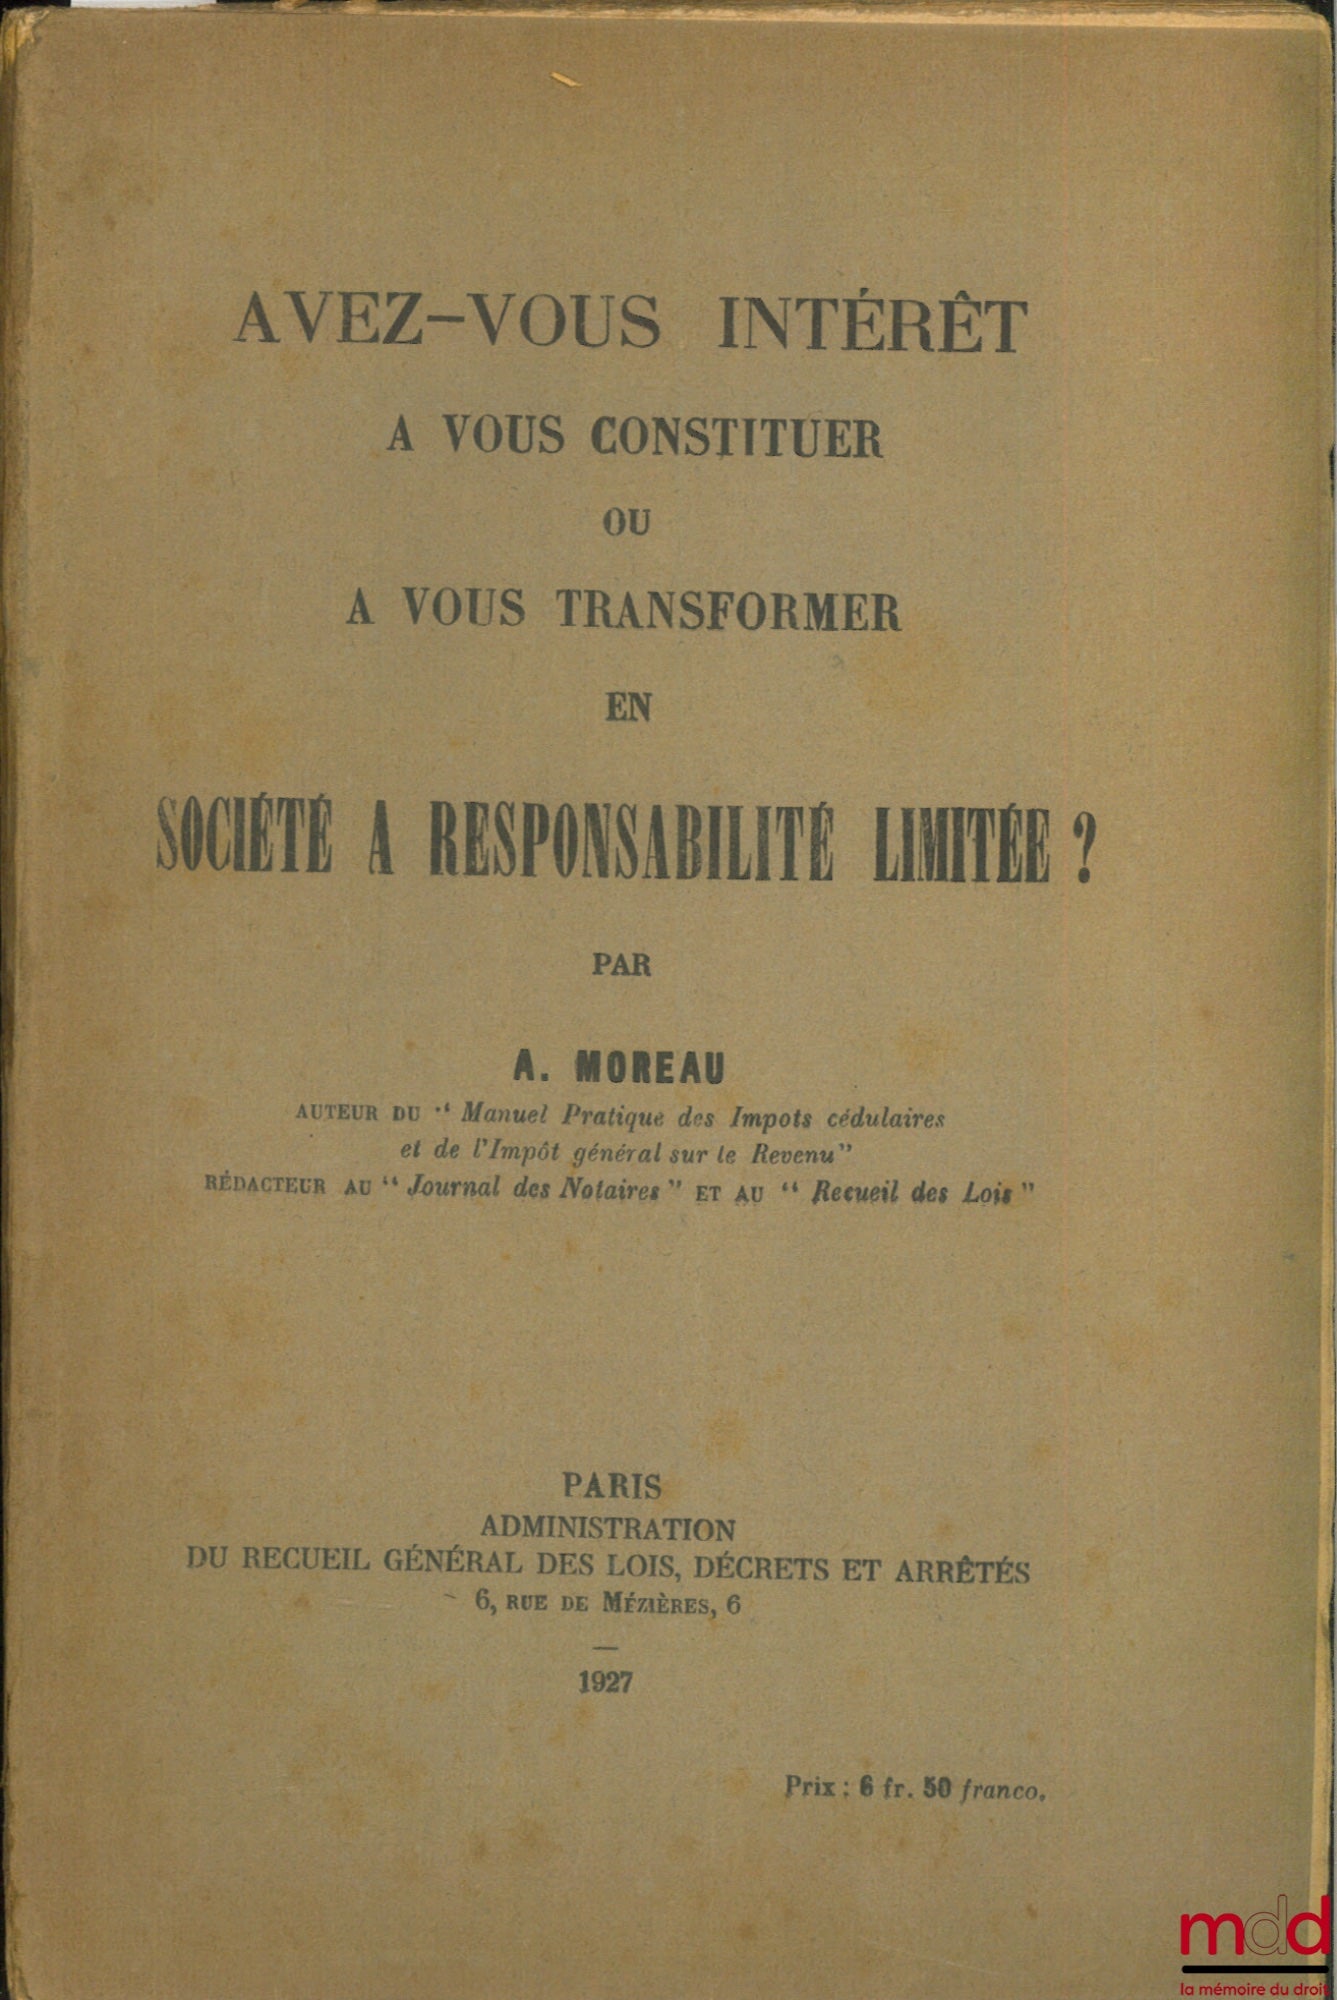 AVEZ-VOUS INTÉRÊT
A VOUS CONSTITUER
OU
A VOUS TRANSFORMER
EN
SOCIÉTÉ A RESPONSABILITÉ LIMITÉE ?
PAR
A. MOREAU
AUTEUR DU “ Manuel Pratique des Impots cédulaires
et de l'Impôt général sur le Revenu”
RÉDACTEUR AU “ Journal des Notaires ” ET AU “ Recueil des Lois ”
PARIS
ADMINISTRATION
DU RECUEIL GÉNÉRAL DES LOIS, DÉCRETS ET ARRÊTÉS
6, RUE DE MÉZIÈRES, 6
1927
Prix : 6 fr. 50 franco.
mdd
la mémoire du droit